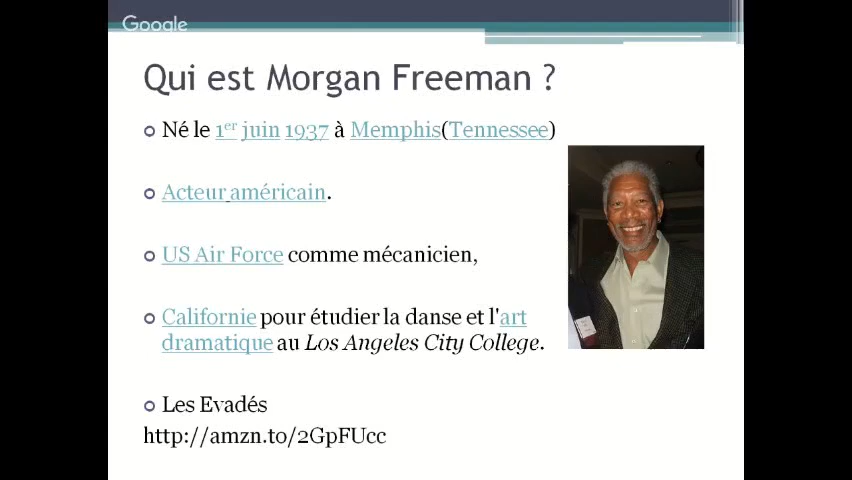 Google
Qui est Morgan Freeman ?
Né le 1er juin 1937 à Memphis(Tennessee)
Acteur américain.
US Air Force comme mécanicien,
Californie pour étudier la danse et l'art
dramatique au Los Angeles City College.
Les Evadés
http://amzn.to/2GpFUcc